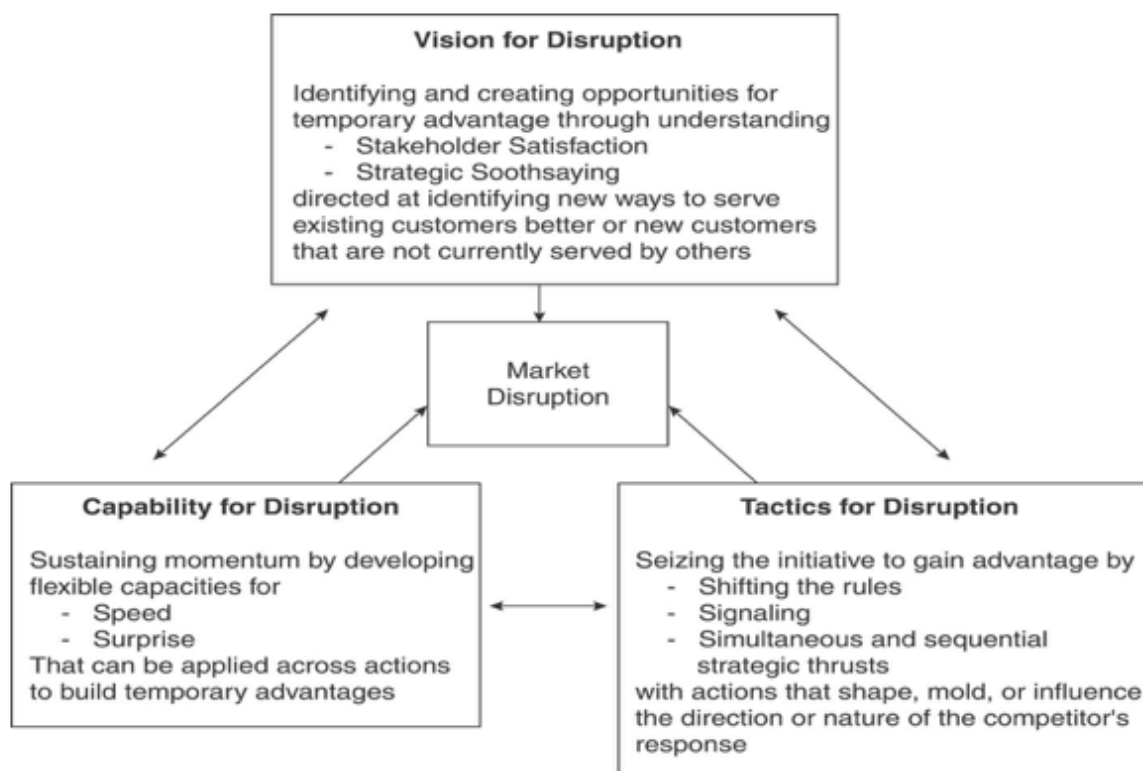 Vision for Disruption
Identifying and creating opportunities for
temporary advantage through understanding
- Stakeholder Satisfaction
- Strategic Soothsaying
directed at identifying new ways to serve
existing customers better or new customers
that are not currently served by others
Market
Disruption
Capability for Disruption
Sustaining momentum by developing
flexible capacities for
- Speed
- Surprise
That can be applied across actions
to build temporary advantages
Tactics for Disruption
Seizing the initiative to gain advantage by
- Shifting the rules
- Signaling
- Simultaneous and sequential
strategic thrusts
with actions that shape, mold, or influence
the direction or nature of the competitor's
response